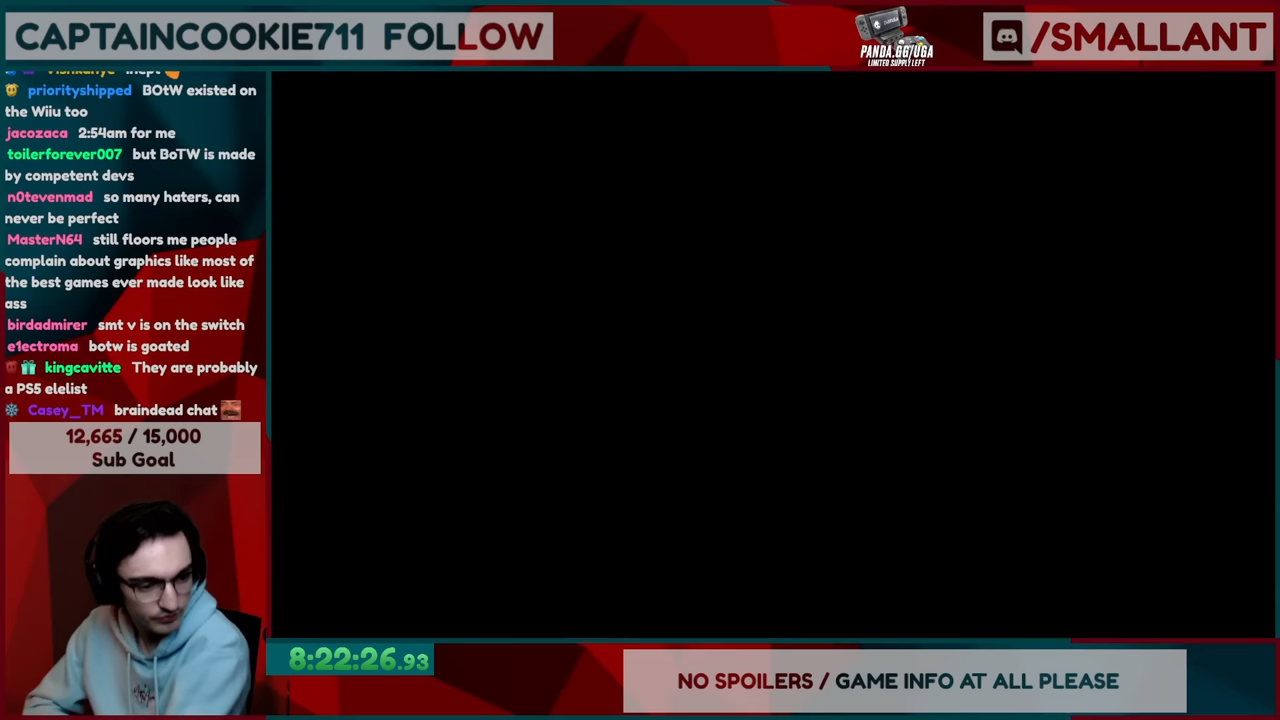 CAPTAINCOOKIE711 FOLLOW
PANDA.GG/UGA
LIMITED SUPPLY LEFT
/SMALLANT
priorityshipped BOtW existed on
the Wiiu too
jacozaca 2:54am for me
toilerforever007 but BoTW is made
by competent devs
n0tevenmad so many haters, can
never be perfect
MasterN64 still floors me people
complain about graphics like most of
the best games ever made look like
ass
birdadmirer smt v is on the switch
e1ectroma botw is goated
kingcavitte They are probably
a PS5 elelist
Casey_TM braindead chat
12,665 / 15,000
Sub Goal
8:22:26.93
NO SPOILERS / GAME INFO AT ALL PLEASE